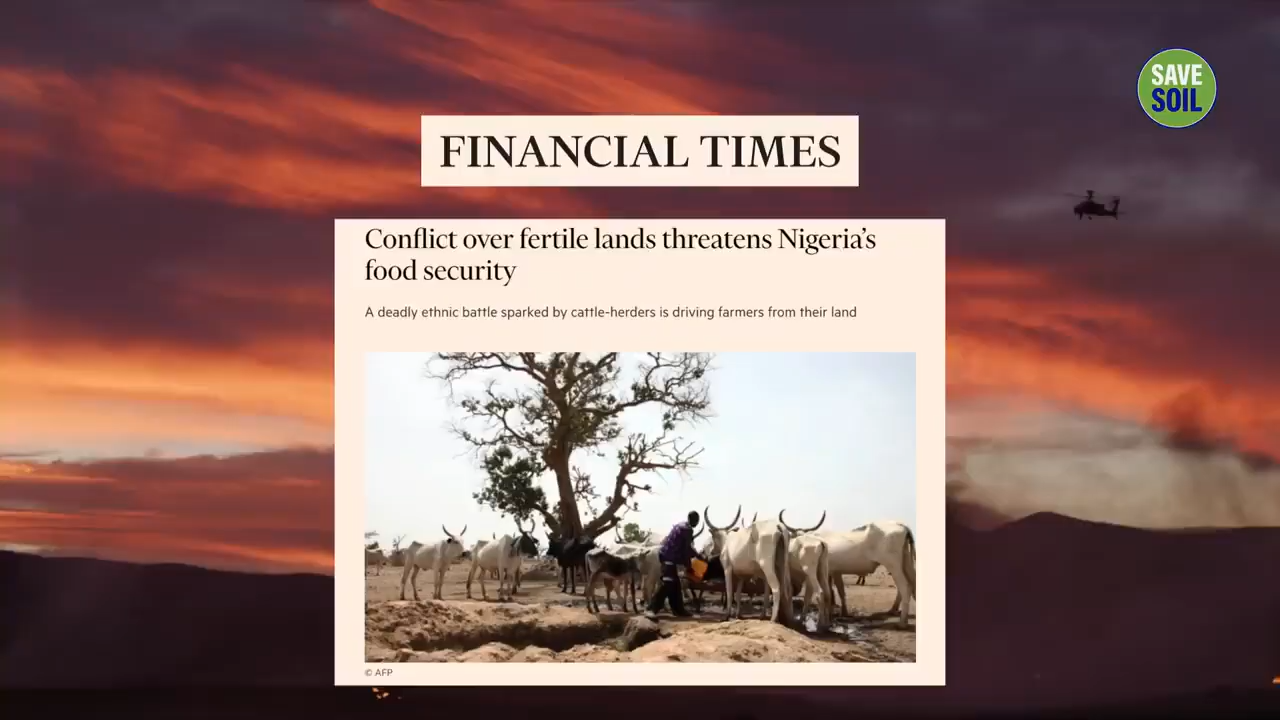 SAVE
SOIL
FINANCIAL TIMES
Conflict over fertile lands threatens Nigeria's
food security
A deadly ethnic battle sparked by cattle-herders is driving farmers from their land
© AFP